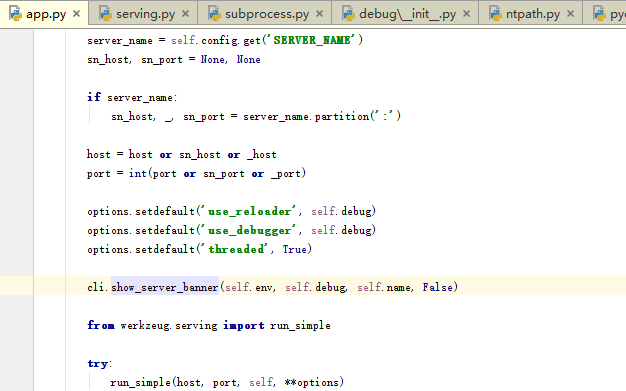 app.py × serving.py × subprocess.py × debug\__init__.py × ntpath.py ×
server_name = self.config.get('SERVER_NAME')
sn_host, sn_port = None, None
if server_name:
sn_host, _, sn_port = server_name.partition(':')
host = host or sn_host or _host
port = int(port or sn_port or _port)
options.setdefault('use_reloader', self.debug)
options.setdefault('use_debugger', self.debug)
options.setdefault('threaded', True)
cli.show_server_banner(self.env, self.debug, self.name, False)
from werkzeug.serving import run_simple
try:
run_simple(host, port, self, **options)